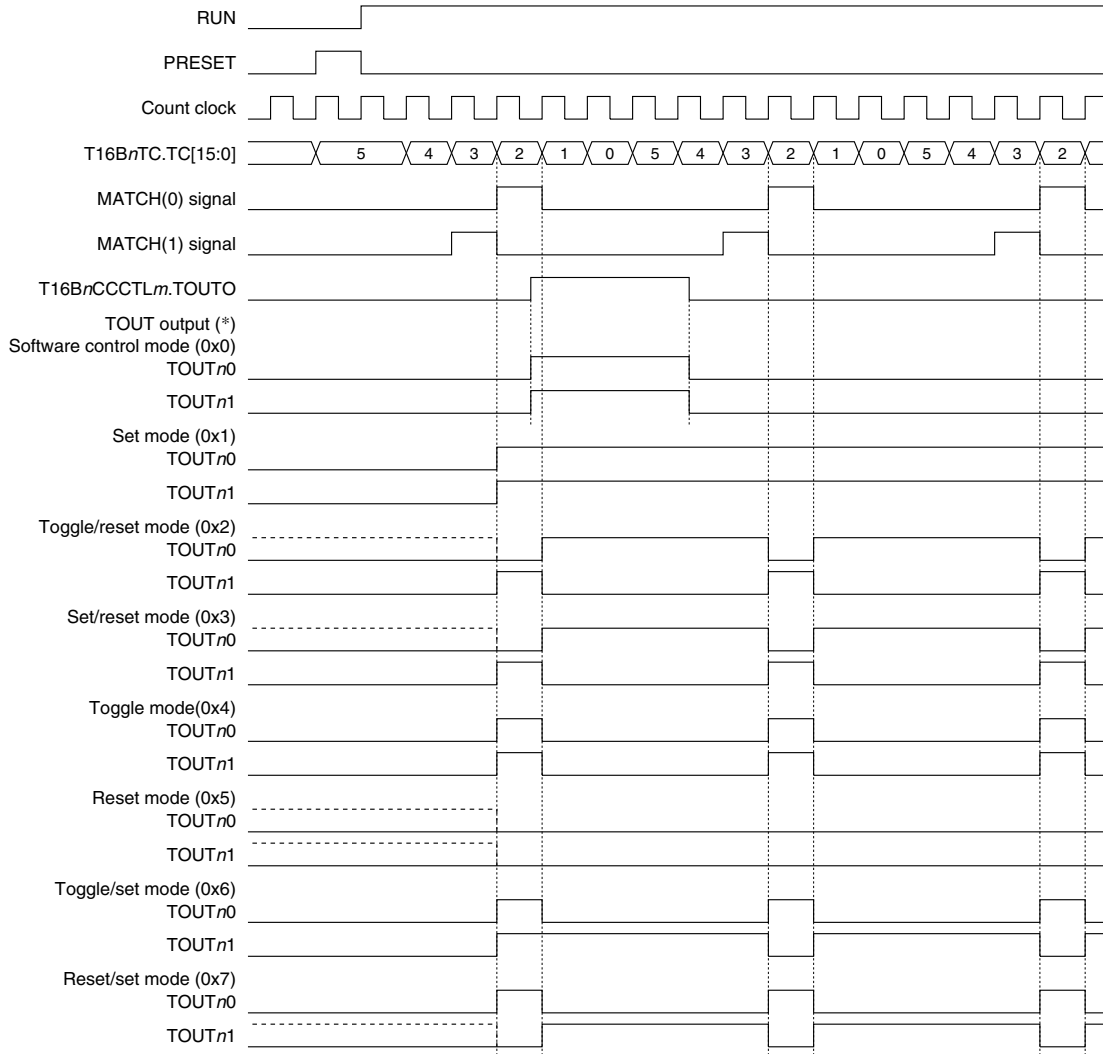 RUN
PRESET
Count clock
T16BnTC.TC[15:0] 5 4 3 2 1 0 5 4 3 2 1 0 5 4 3 2
MATCH(0) signal
MATCH(1) signal
T16BnCCCTLm.TOUTO
TOUT output (*)
Software control mode (0x0)
TOUTn0
TOUTn1
Set mode (0x1)
TOUTn0
TOUTn1
Toggle/reset mode (0x2)
TOUTn0
TOUTn1
Set/reset mode (0x3)
TOUTn0
TOUTn1
Toggle mode(0x4)
TOUTn0
TOUTn1
Reset mode (0x5)
TOUTn0
TOUTn1
Toggle/set mode (0x6)
TOUTn0
TOUTn1
Reset/set mode (0x7)
TOUTn0
TOUTn1